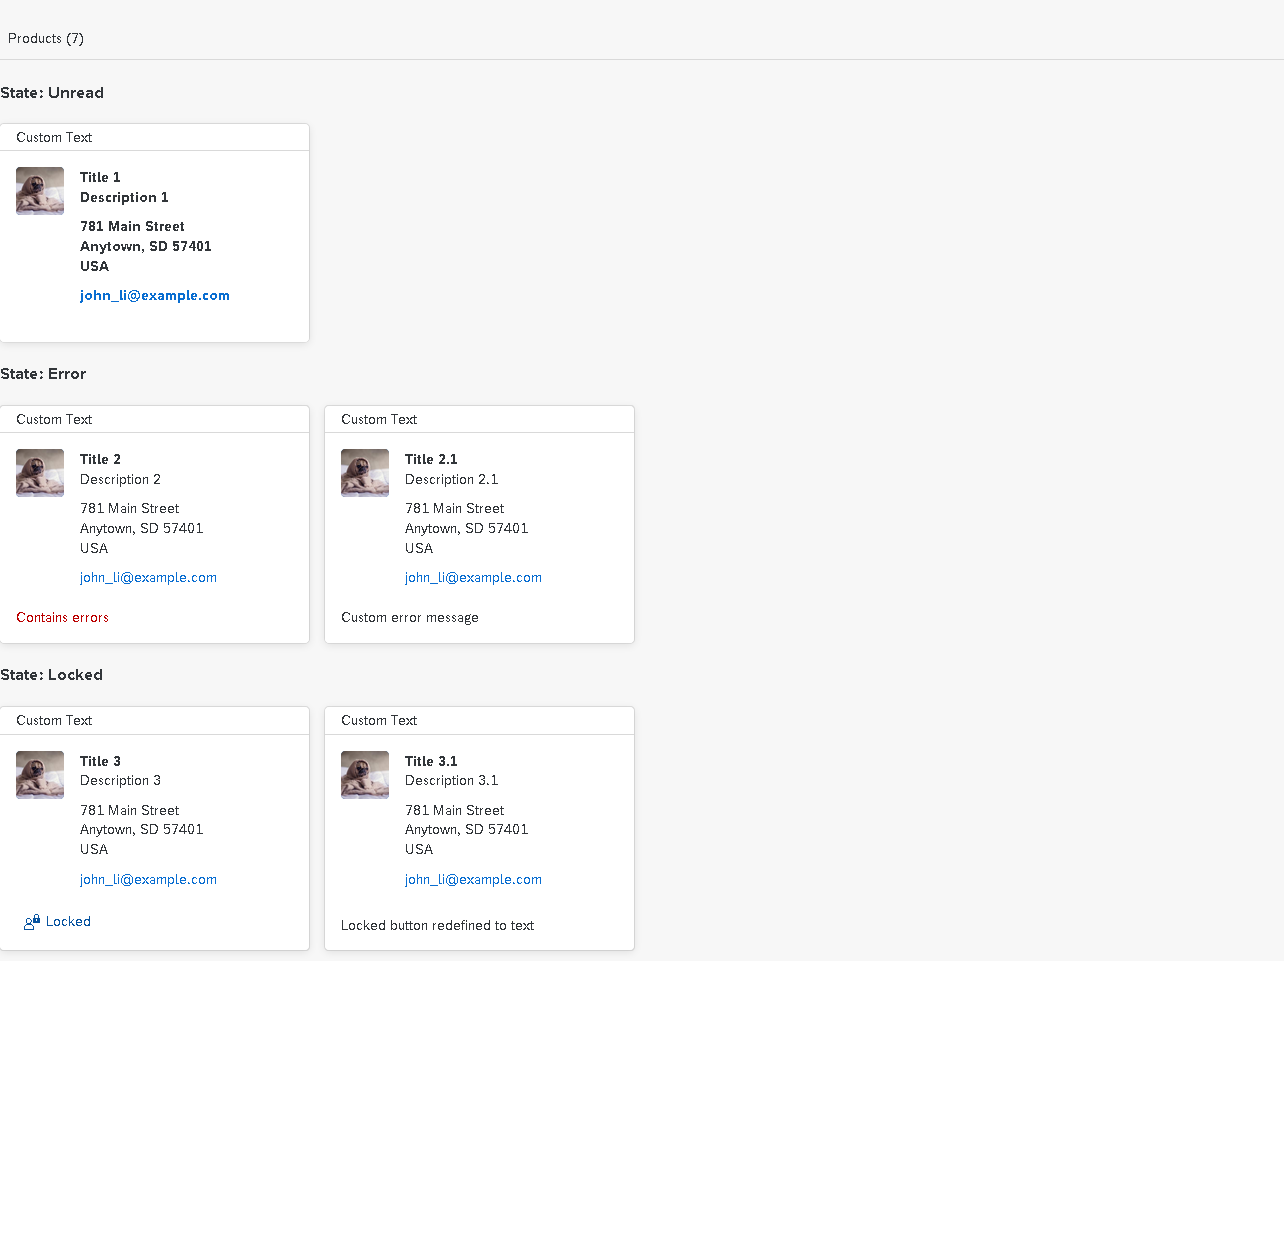 Products (7)
State: Unread
Custom Text
Title 1
Description 1
781 Main Street
Anytown, SD 57401
USA
john_li@example.com
State: Error
Custom Text
Title 2
Description 2
781 Main Street
Anytown, SD 57401
USA
john_li@example.com
Contains errors
Custom Text
Title 2.1
Description 2.1
781 Main Street
Anytown, SD 57401
USA
john_li@example.com
Custom error message
State: Locked
Custom Text
Title 3
Description 3
781 Main Street
Anytown, SD 57401
USA
john_li@example.com
Locked
Custom Text
Title 3.1
Description 3.1
781 Main Street
Anytown, SD 57401
USA
john_li@example.com
Locked button redefined to text